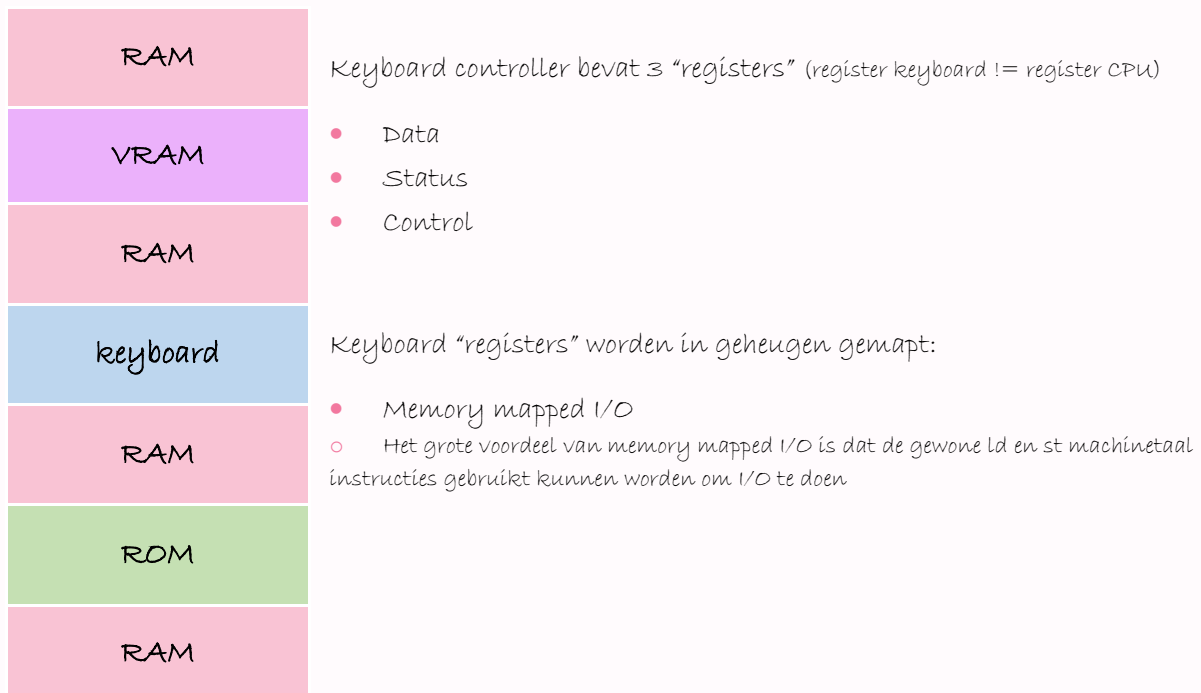 RAM
VRAM
RAM
keyboard
RAM
ROM
RAM
Keyboard controller bevat 3 “registers” (register keyboard != register CPU)
Data
Status
Control
Keyboard “registers” worden in geheugen gemapt:
Memory mapped I/O
Het grote voordeel van memory mapped I/O is dat de gewone ld en st machinetaal
instructies gebruikt kunnen worden om I/O te doen